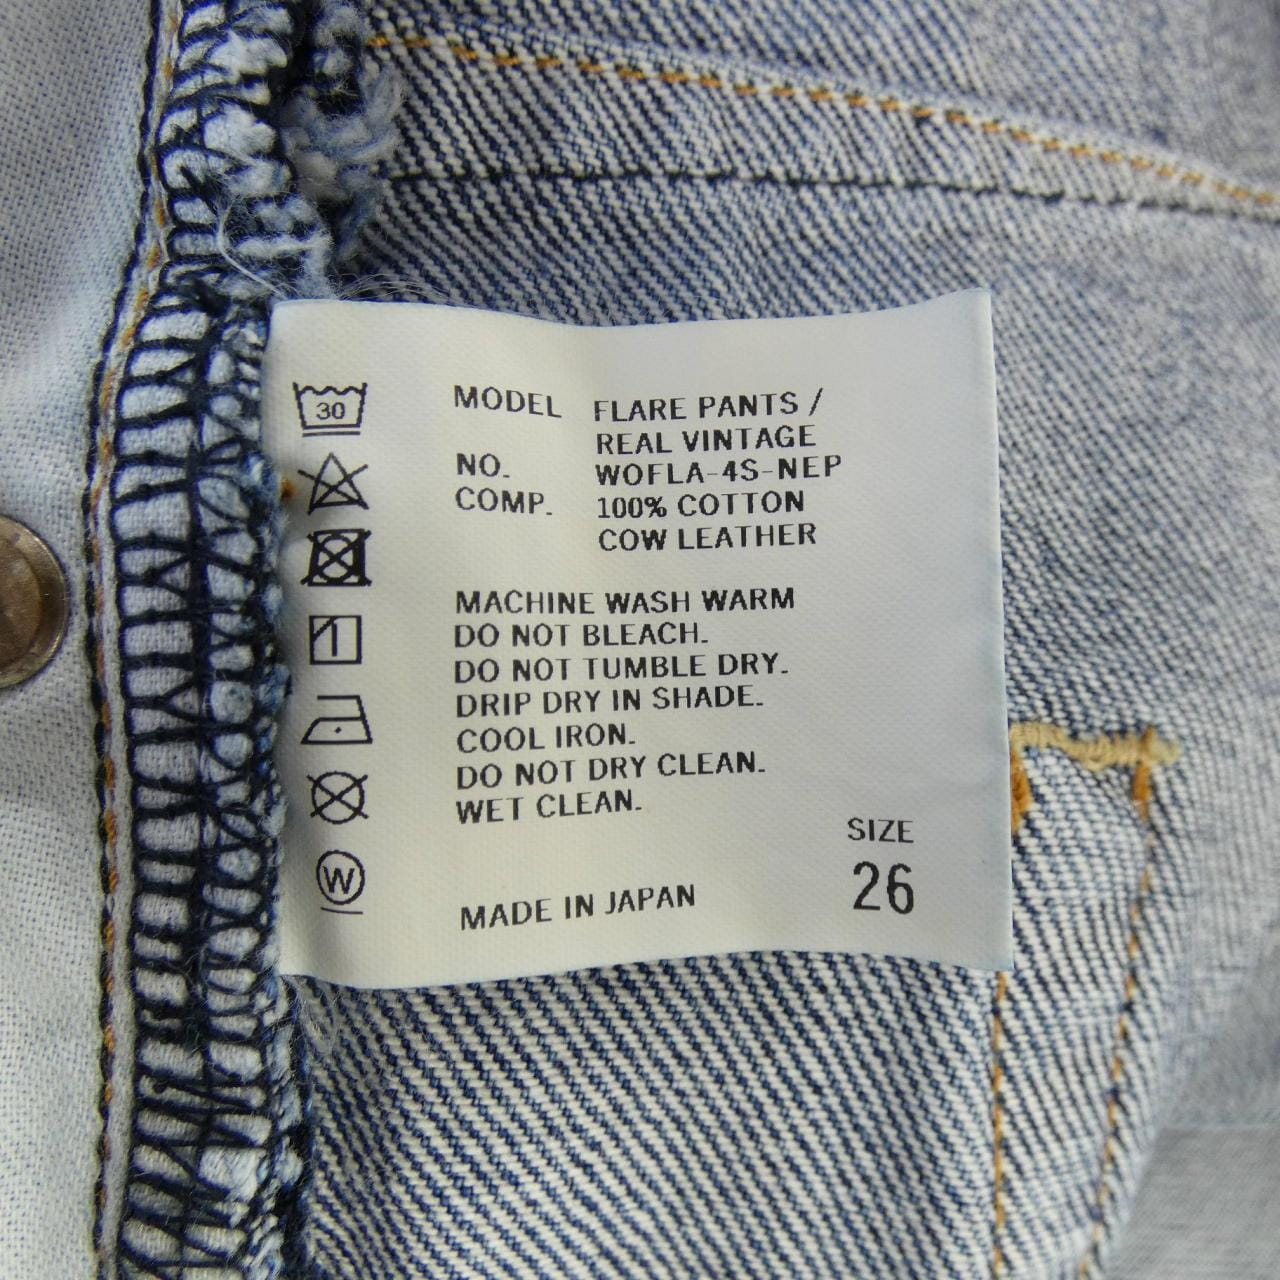 MODEL FLARE PANTS /
REAL VINTAGE
NO. WOFLA-4S-NEP
COMP. 100% COTTON
COW LEATHER
30
MACHINE WASH WARM
DO NOT BLEACH.
DO NOT TUMBLE DRY.
DRIP DRY IN SHADE.
COOL IRON.
DO NOT DRY CLEAN.
WET CLEAN.
W
SIZE
26
MADE IN JAPAN